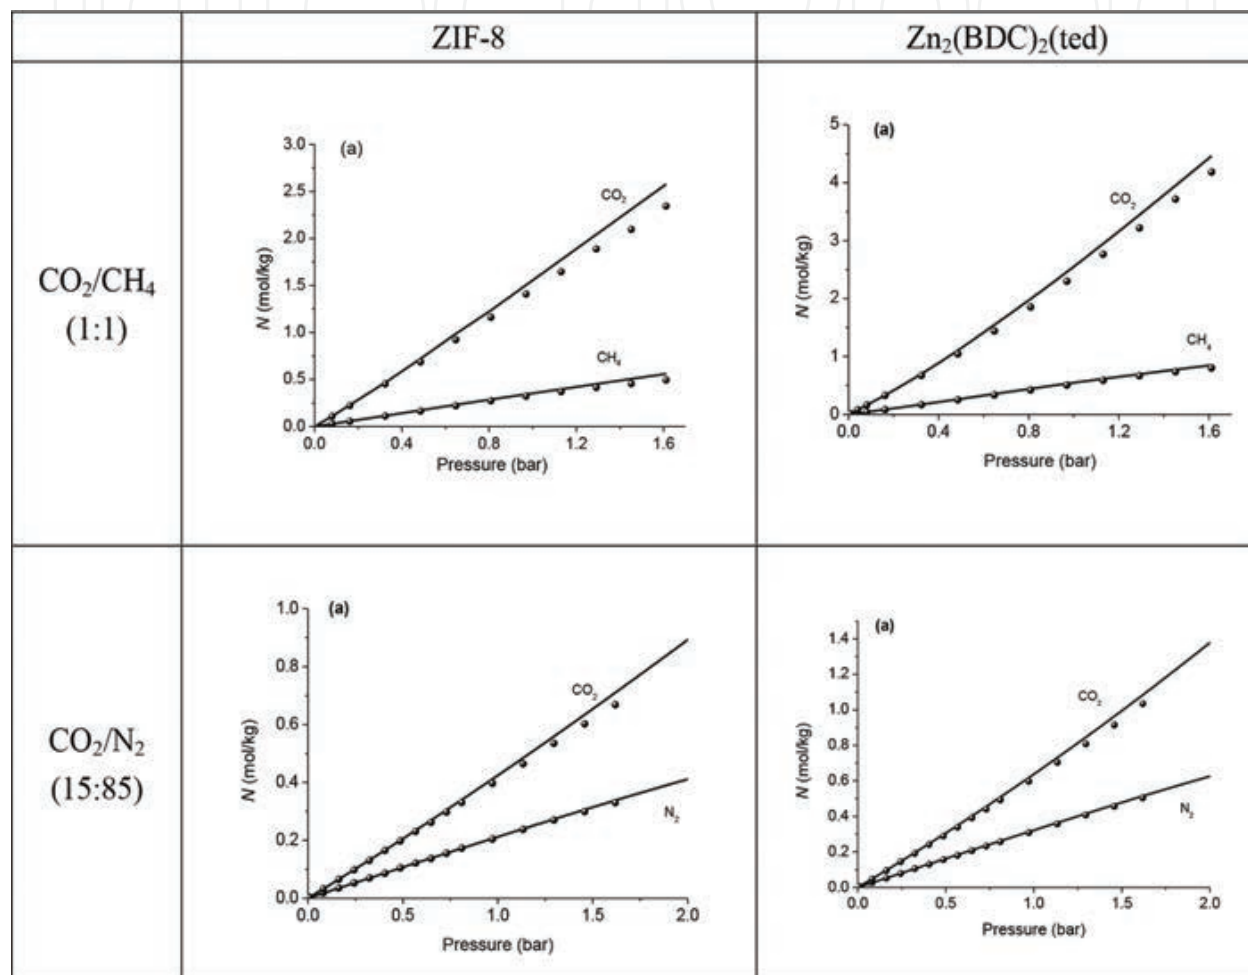 ZIF-8
Zn₂(BDC)₂(ted)
CO₂/CH₄
(1:1)
(a)
3.0
2.5
2.0
1.5
1.0
0.5
0.0
N (mol/kg)
CO₂
CH₄
0.0 0.4 0.8 1.2 1.6
Pressure (bar)
(a)
5
4
3
2
1
0
N (mol/kg)
CO₂
CH₄
0.0 0.4 0.8 1.2 1.6
Pressure (bar)
CO₂/N₂
(15:85)
(a)
1.0
0.8
0.6
0.4
0.2
0.0
N (mol/kg)
CO₂
N₂
0.0 0.5 1.0 1.5 2.0
Pressure (bar)
(a)
1.4
1.2
1.0
0.8
0.6
0.4
0.2
0.0
N (mol/kg)
CO₂
N₂
0.0 0.5 1.0 1.5 2.0
Pressure (bar)